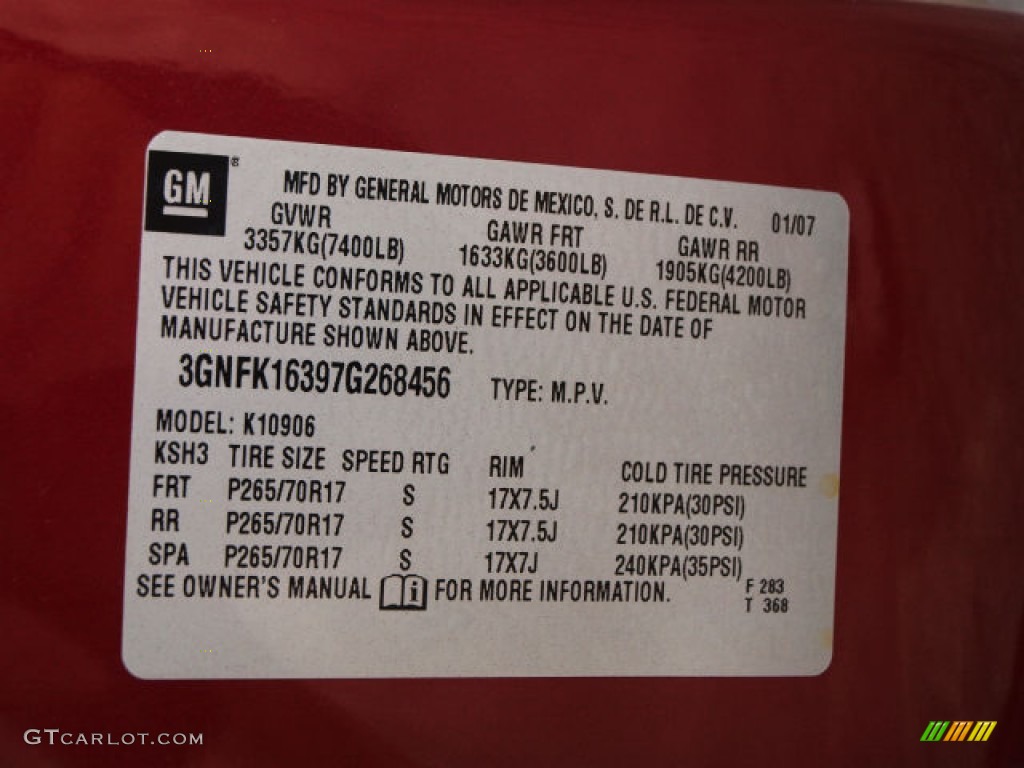 GM®
MFD BY GENERAL MOTORS DE MEXICO, S. DE R.L. DE C.V. 01/07
GVWR GAWR FRT GAWR RR
3357KG(7400LB) 1633KG(3600LB) 1905KG(4200LB)
THIS VEHICLE CONFORMS TO ALL APPLICABLE U.S. FEDERAL MOTOR
VEHICLE SAFETY STANDARDS IN EFFECT ON THE DATE OF
MANUFACTURE SHOWN ABOVE.
3GNFK16397G268456 TYPE: M.P.V.
MODEL: K10906
KSH3 TIRE SIZE SPEED RTG RIM COLD TIRE PRESSURE
FRT P265/70R17 S 17X7.5J 210KPA(30PSI)
RR P265/70R17 S 17X7.5J 210KPA(30PSI)
SPA P265/70R17 S 17X7J 240KPA(35PSI)
SEE OWNER'S MANUAL i FOR MORE INFORMATION. F 283
T 368
GTCARLOT.COM